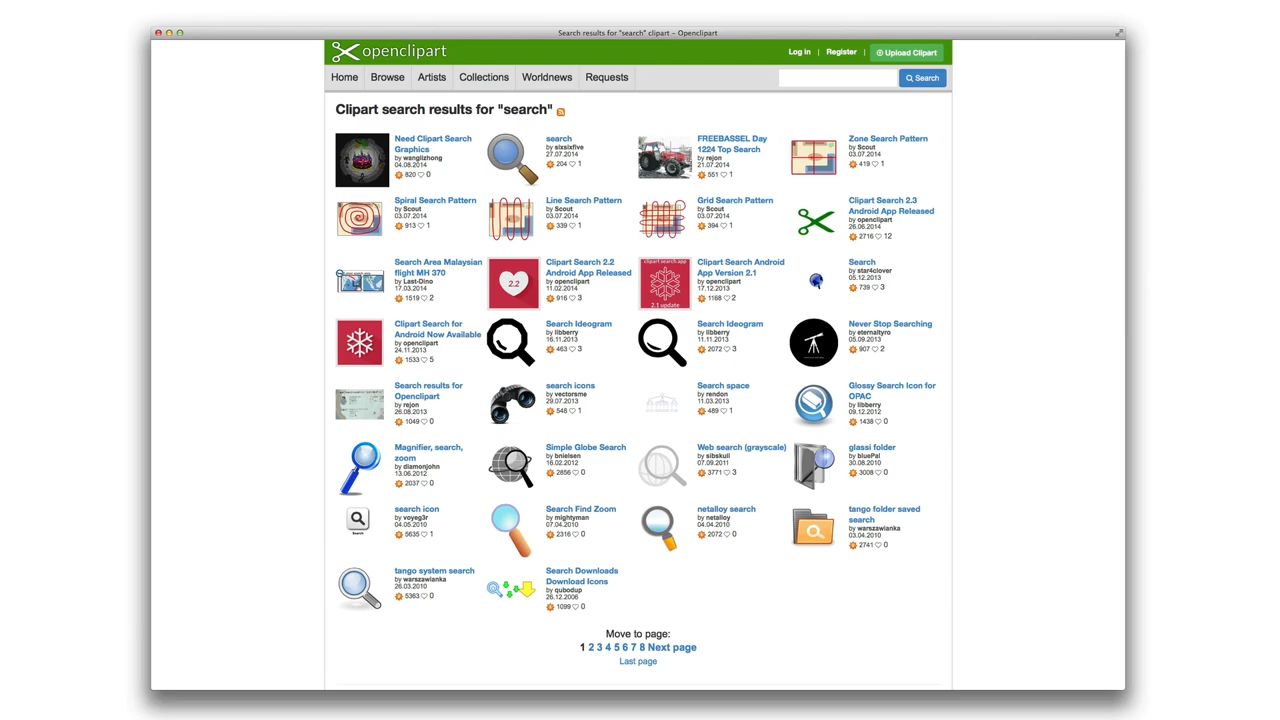 Search results for "search" clipart – Openclipart
openclipart
Log in | Register | Upload Clipart
Home Browse Artists Collections Worldnews Requests Search
Clipart search results for "search"
Need Clipart Search
Graphics
by wanglizhong
04.08.2014
820 0
search
by sixsixfive
27.07.2014
204 1
FREEBASSEL Day
1224 Top Search
by rejon
21.07.2014
551 1
Zone Search Pattern
by Scout
03.07.2014
419 1
Spiral Search Pattern
by Scout
03.07.2014
913 1
Line Search Pattern
by Scout
03.07.2014
339 1
Grid Search Pattern
by Scout
03.07.2014
394 1
Clipart Search 2.3
Android App Released
by openclipart
26.06.2014
2716 12
Search Area Malaysian
flight MH 370
by Last-Dino
17.03.2014
1519 2
2.2
Clipart Search 2.2
Android App Released
by openclipart
11.02.2014
916 3
clipart search app
2.1 update
Clipart Search Android
App Version 2.1
by openclipart
17.12.2013
1168 2
Search
by star4clover
05.12.2013
739 3
Clipart Search for
Android Now Available
by openclipart
24.11.2013
1533 5
Search Ideogram
by libberry
16.11.2013
463 3
Search Ideogram
by libberry
11.11.2013
2072 3
Never Stop Searching
by eternaltyro
05.09.2013
907 2
Search results for
Openclipart
by rejon
26.08.2013
1049 0
search icons
by vectorsme
29.07.2013
548 1
Search space
by rendon
11.03.2013
489 1
Glossy Search Icon for
OPAC
by libberry
09.12.2012
1438 0
Magnifier, search,
zoom
by diamonjohn
13.06.2012
2037 0
Simple Globe Search
by bnielsen
16.02.2012
2856 0
Web search (grayscale)
by sibskull
07.09.2011
3771 3
glassi folder
by bluePal
30.08.2010
3008 0
Search
search icon
by voyeg3r
04.05.2010
5635 1
Search Find Zoom
by mightyman
07.04.2010
2316 0
netalloy search
by netalloy
04.04.2010
2072 0
tango folder saved
search
by warszawianka
03.04.2010
2741 0
tango system search
by warszawianka
26.03.2010
5363 0
Search Downloads
Download Icons
by qubodup
26.12.2006
1099 0
Move to page:
1 2 3 4 5 6 7 8 Next page
Last page